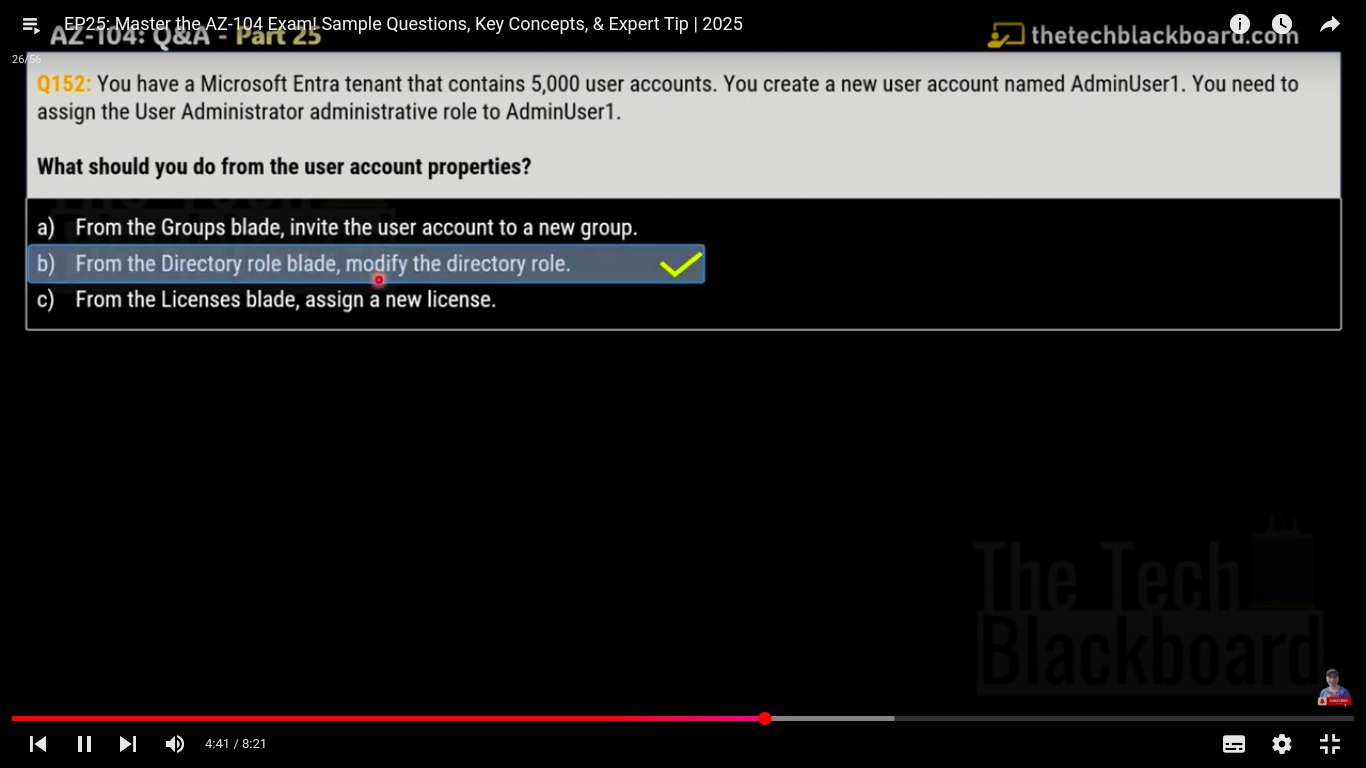 EP25: Master the AZ-104 Exam! Sample Questions, Key Concepts, & Expert Tip | 2025
AZ-104: Q&A - Part 25
thetechblackboard.com
26/56
Q152: You have a Microsoft Entra tenant that contains 5,000 user accounts. You create a new user account named AdminUser1. You need to
assign the User Administrator administrative role to AdminUser1.
What should you do from the user account properties?
a) From the Groups blade, invite the user account to a new group.
b) From the Directory role blade, modify the directory role.
c) From the Licenses blade, assign a new license.
The Tech
Blackboard
4:41 / 8:21